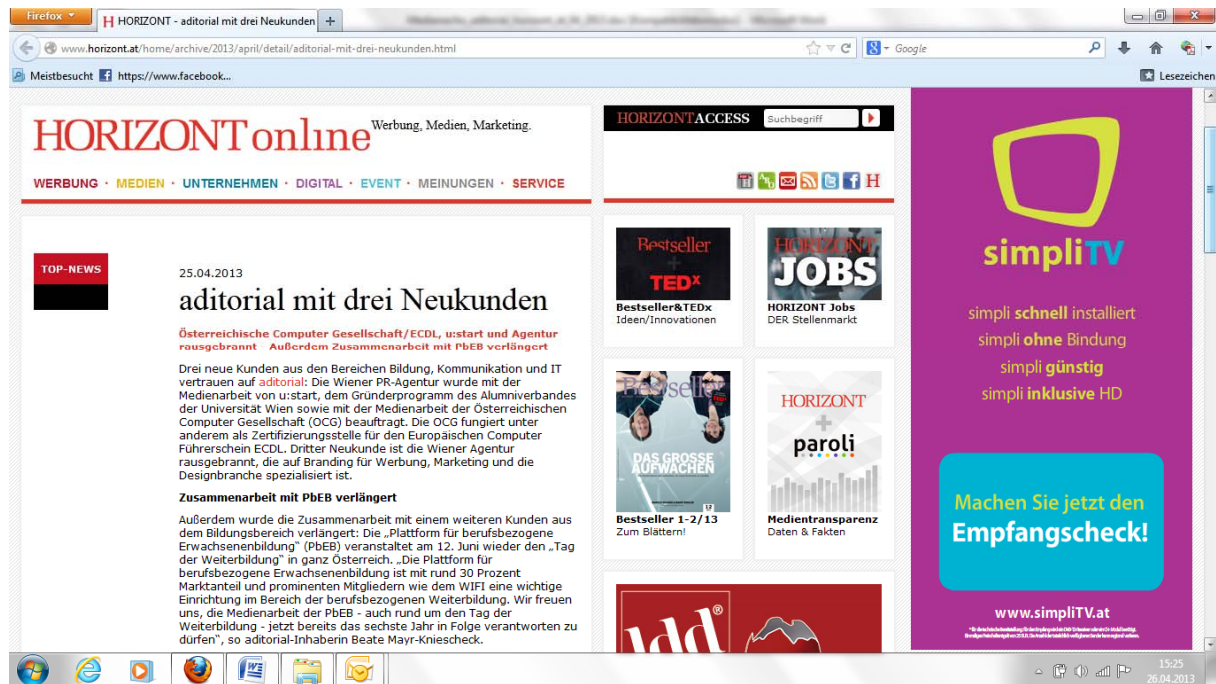 Firefox
HORIZONT - aditorial mit drei Neukunden
www.horizont.at/home/archive/2013/april/detail/aditorial-mit-drei-neukunden.html
Google
Meistbesucht
https://www.facebook...
Lesezeichen
HORIZONT online
Werbung, Medien, Marketing.
WERBUNG · MEDIEN · UNTERNEHMEN · DIGITAL · EVENT · MEINUNGEN · SERVICE
HORIZONTACCESS
Suchbegriff
TOP-NEWS
25.04.2013
aditorial mit drei Neukunden
Österreichische Computer Gesellschaft/ECDL, u:start und Agentur
rausgebrannt - Außerdem Zusammenarbeit mit PbEB verlängert
Drei neue Kunden aus den Bereichen Bildung, Kommunikation und IT
vertrauen auf aditorial: Die Wiener PR-Agentur wurde mit der
Medienarbeit von u:start, dem Gründerprogramm des Alumniverbandes
der Universität Wien sowie mit der Medienarbeit der Österreichischen
Computer Gesellschaft (OCG) beauftragt. Die OCG fungiert unter
anderem als Zertifizierungsstelle für den Europäischen Computer
Führerschein ECDL. Dritter Neukunde ist die Wiener Agentur
rausgebrannt, die auf Branding für Werbung, Marketing und die
Designbranche spezialisiert ist.
Zusammenarbeit mit PbEB verlängert
Außerdem wurde die Zusammenarbeit mit einem weiteren Kunden aus
dem Bildungsbereich verlängert: Die „Plattform für berufsbezogene
Erwachsenenbildung“ (PbEB) veranstaltet am 12. Juni wieder den „Tag
der Weiterbildung“ in ganz Österreich. „Die Plattform für
berufsbezogene Erwachsenenbildung ist mit rund 30 Prozent
Marktanteil und prominenten Mitgliedern wie dem WIFI eine wichtige
Einrichtung im Bereich der berufsbezogenen Weiterbildung. Wir freuen
uns, die Medienarbeit der PbEB - auch rund um den Tag der
Weiterbildung - jetzt bereits das sechste Jahr in Folge verantworten zu
dürfen“, so aditorial-Inhaberin Beate Mayr-Kniescheck.
Bestseller
+
TEDx
Bestseller&TEDx
Ideen/Innovationen
HORIZONT
JOBS
HORIZONT Jobs
DER Stellenmarkt
Bestseller
DAS GROSSE
AUFWACHEN
Bestseller 1-2/13
Zum Blättern!
HORIZONT
+
paroli
Medientransparenz
Daten & Fakten
simpliTV
simpli schnell installiert
simpli ohne Bindung
simpli günstig
simpli inklusive HD
Machen Sie jetzt den
Empfangscheck!
www.simpliTV.at
15:25
26.04.2013